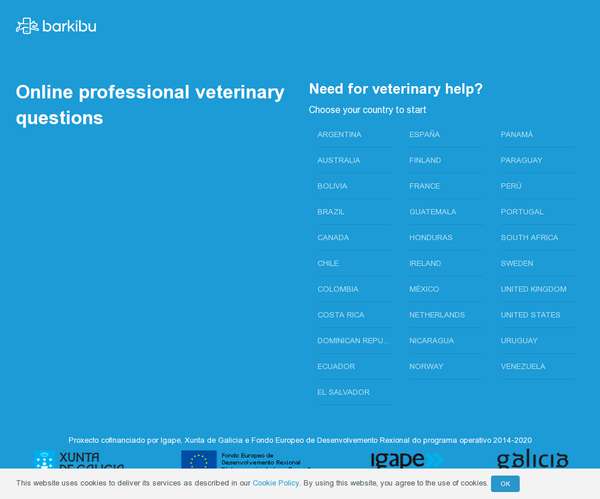 barkibu
Online professional veterinary
questions
Need for veterinary help?
Choose your country to start
ARGENTINA
AUSTRALIA
BOLIVIA
BRAZIL
CANADA
CHILE
COLOMBIA
COSTA RICA
DOMINICAN REPU...
ECUADOR
EL SALVADOR
ESPAÑA
FINLAND
FRANCE
GUATEMALA
HONDURAS
IRELAND
MÉXICO
NETHERLANDS
NICARAGUA
NORWAY
PANAMÁ
PARAGUAY
PERÚ
PORTUGAL
SOUTH AFRICA
SWEDEN
UNITED KINGDOM
UNITED STATES
URUGUAY
VENEZUELA
Proxecto cofinanciado por Igape, Xunta de Galicia e Fondo Europeo de Desenvolvemento Rexional do programa operativo 2014-2020
XUNTA
DE GALICIA
Fondo Europeo de
Desenvolvemento Rexional
igape
galicia
This website uses cookies to deliver its services as described in our Cookie Policy. By using this website, you agree to the use of cookies.
OK